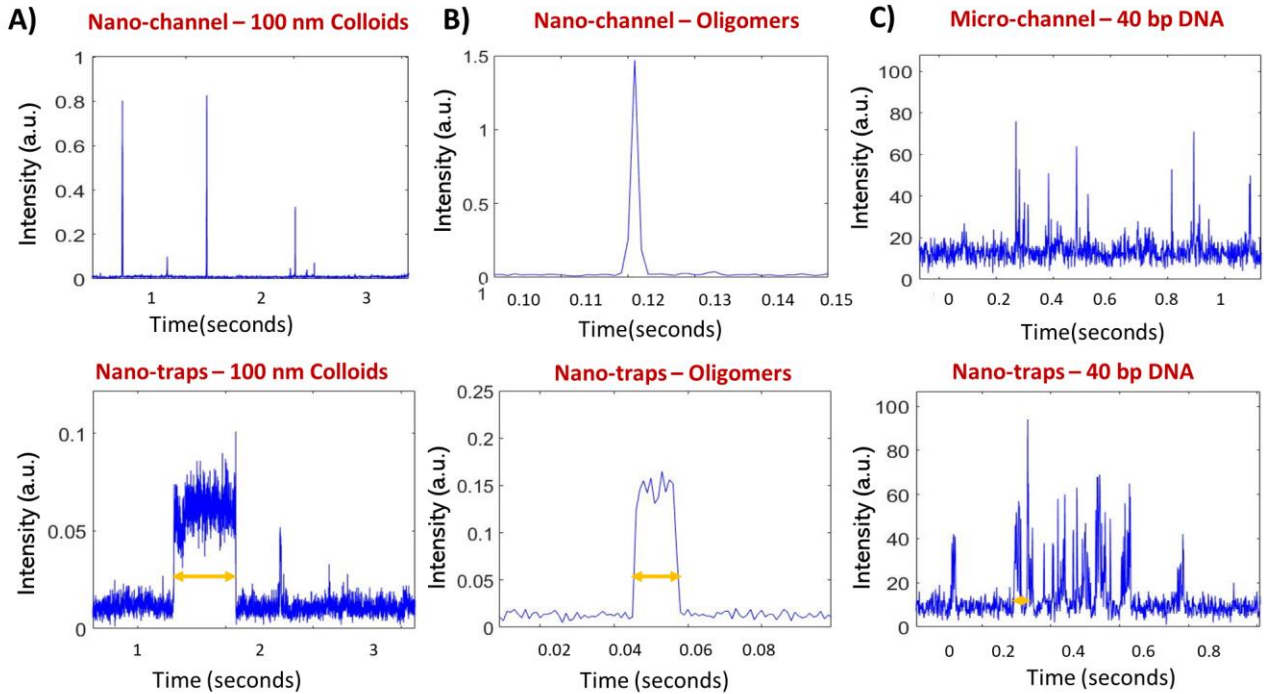 A)
Nano-channel – 100 nm Colloids
1
0.8
0.6
0.4
0.2
0
Intensity (a.u.)
1 2 3
Time(seconds)
B)
Nano-channel – Oligomers
1.5
1
0.5
0
Intensity (a.u.)
1 0.10 0.11 0.12 0.13 0.14 0.15
Time(seconds)
C)
Micro-channel – 40 bp DNA
100
80
60
40
20
0
Intensity (a.u.)
0 0.2 0.4 0.6 0.8 1
Time (seconds)
Nano-traps – 100 nm Colloids
0.1
0.05
0
Intensity (a.u.)
1 2 3
Time (seconds)
Nano-traps – Oligomers
0.25
0.20
0.15
0.10
0.05
0
Intensity (a.u.)
0.02 0.04 0.06 0.08
Time (seconds)
Nano-traps – 40 bp DNA
100
80
60
40
20
0
Intensity (a.u.)
0 0.2 0.4 0.6 0.8
Time (seconds)